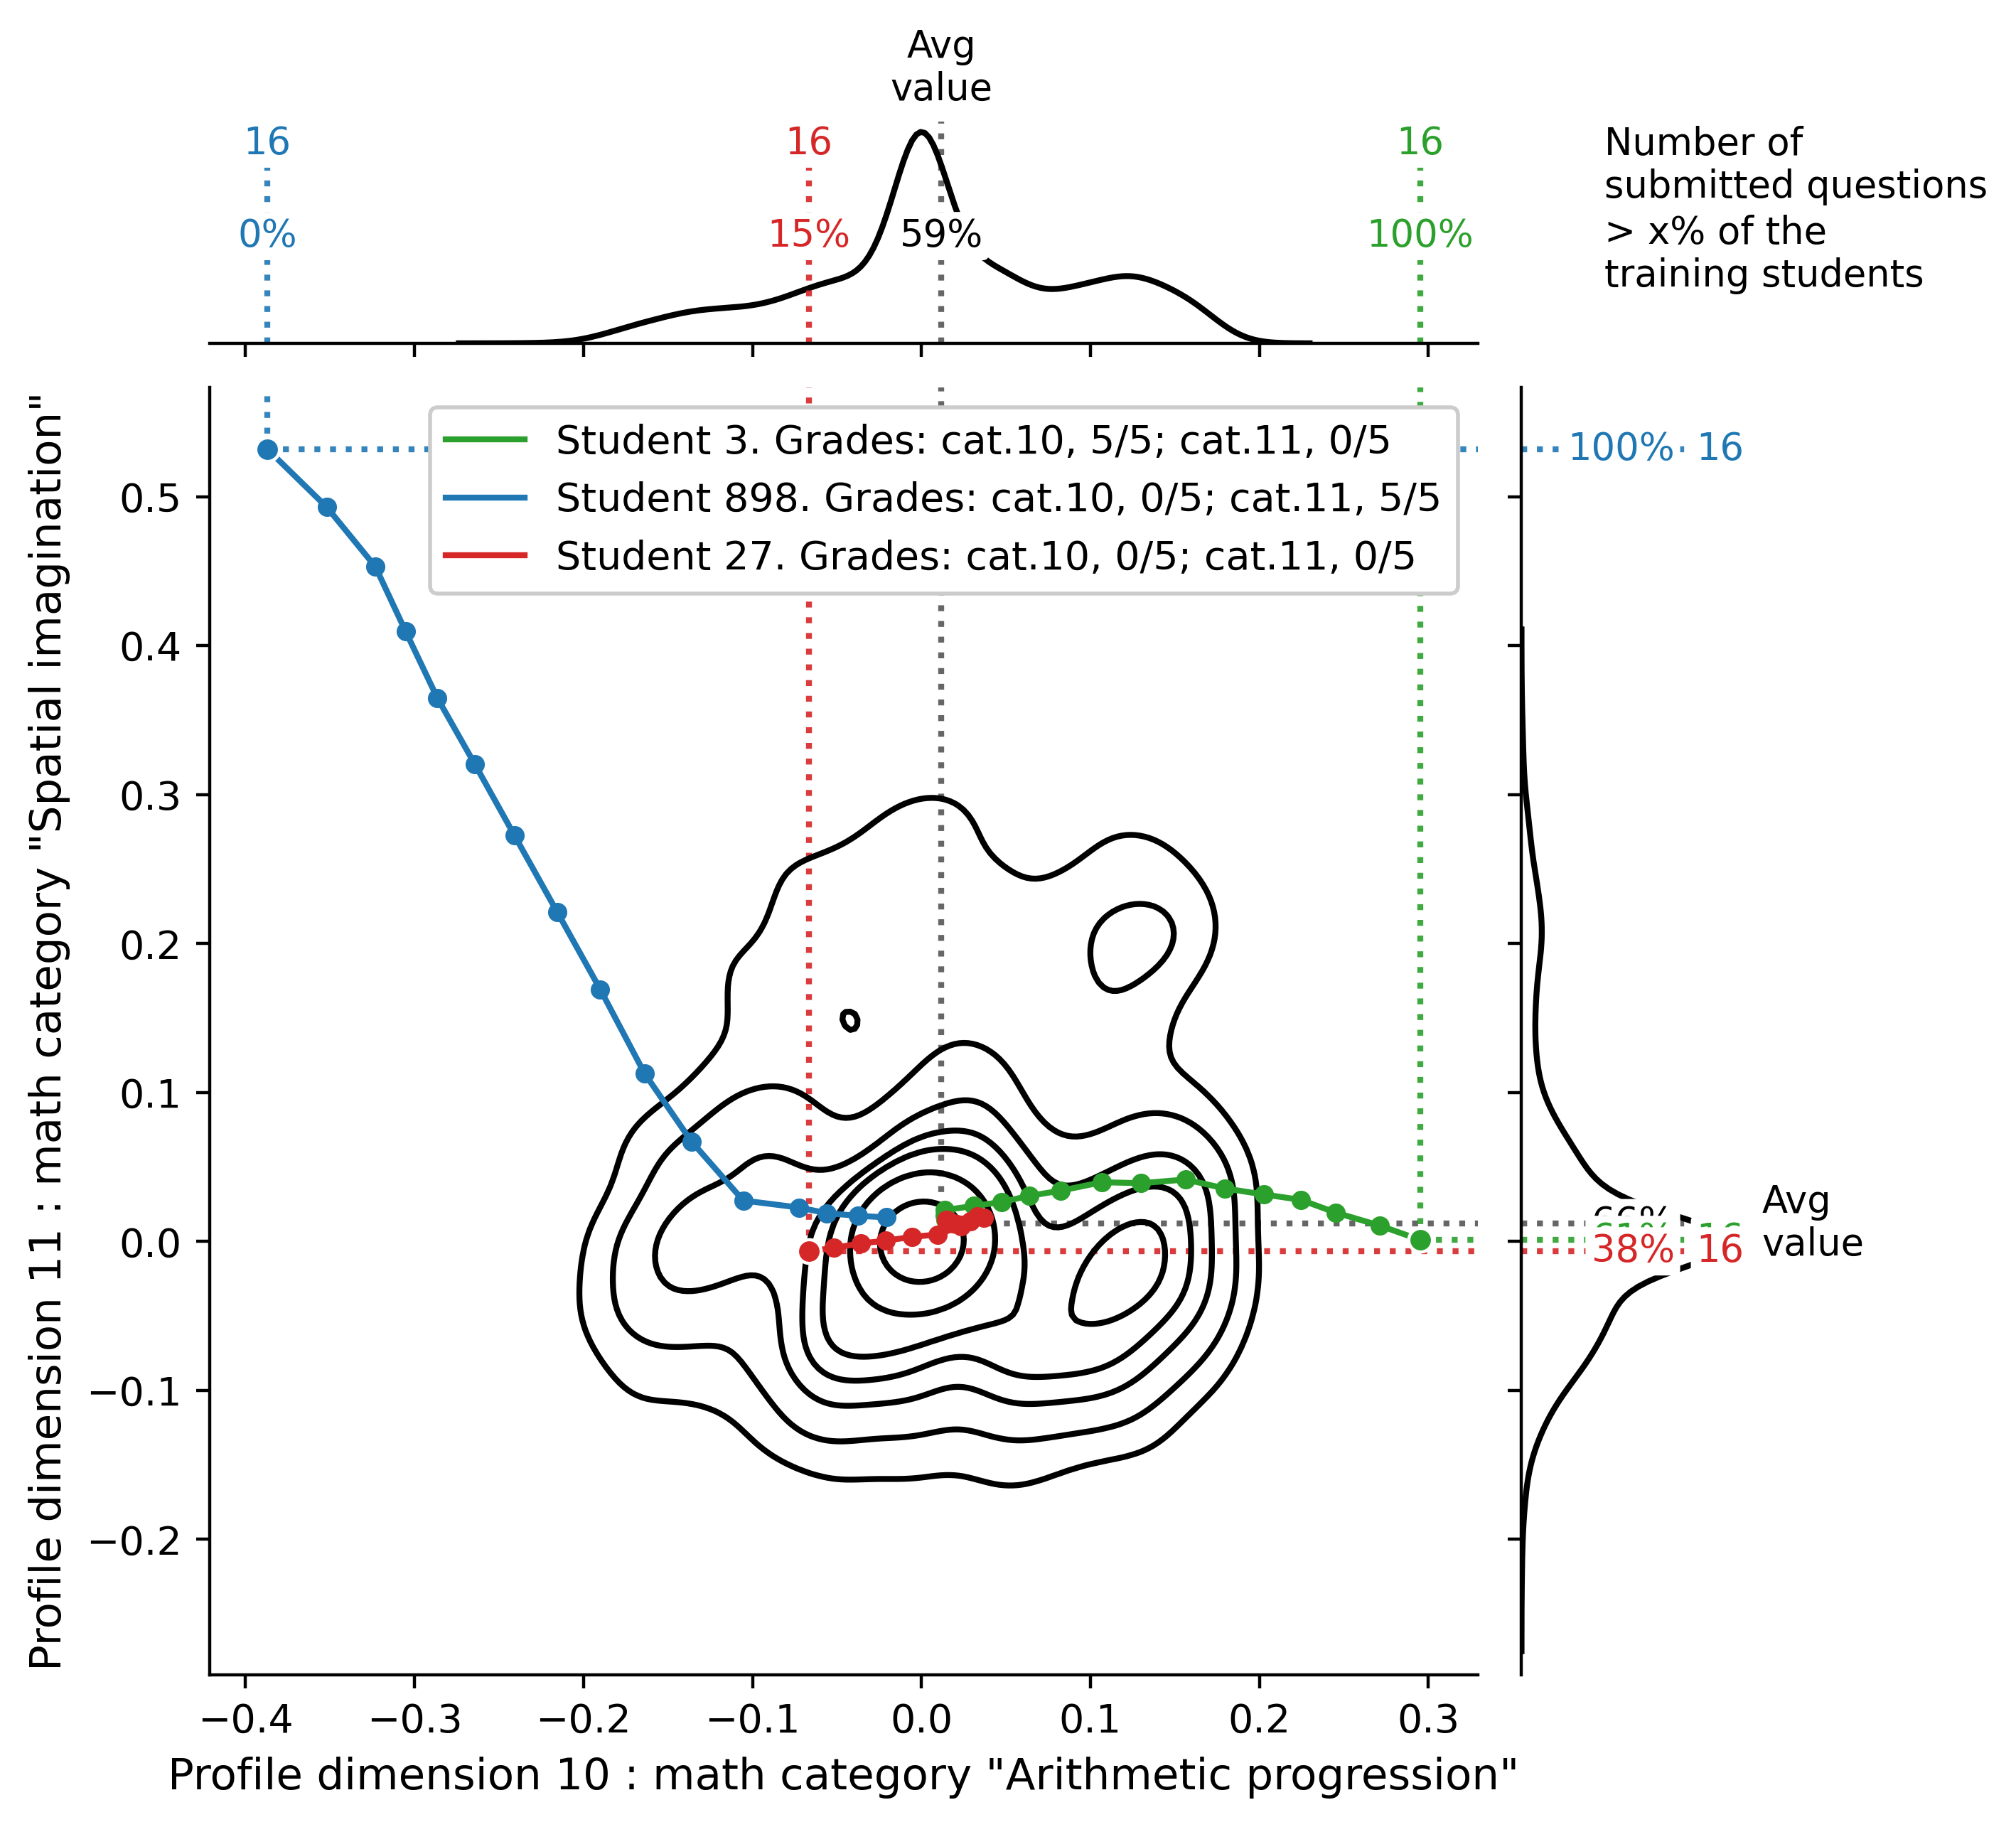 Avg
value
16
16
16
Number of
submitted questions
0%
15%
59%
100%
> x% of the
training students
Student 3. Grades: cat.10, 5/5; cat.11, 0/5
Student 898. Grades: cat.10, 0/5; cat.11, 5/5
Student 27. Grades: cat.10, 0/5; cat.11, 0/5
100%
16
0.5
0.4
0.3
0.2
0.1
0.0
−0.1
−0.2
Profile dimension 11 : math category "Spatial imagination"
38%
16
Avg
value
−0.4
−0.3
−0.2
−0.1
0.0
0.1
0.2
0.3
Profile dimension 10 : math category "Arithmetic progression"